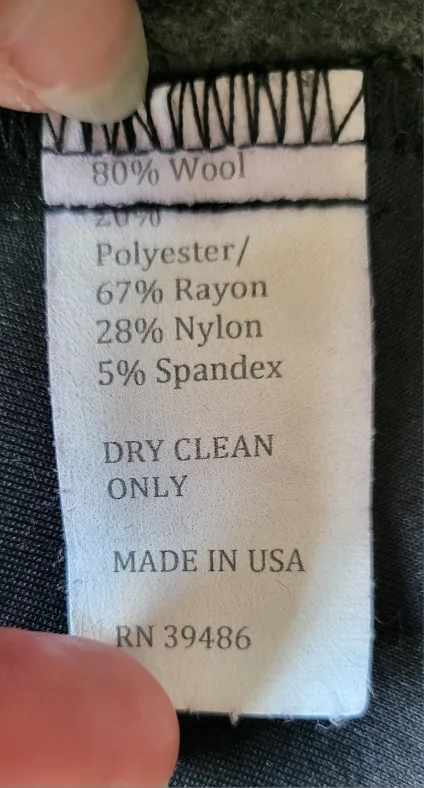 80% Wool
20%
Polyester/
67% Rayon
28% Nylon
5% Spandex
DRY CLEAN
ONLY
MADE IN USA
RN 39486